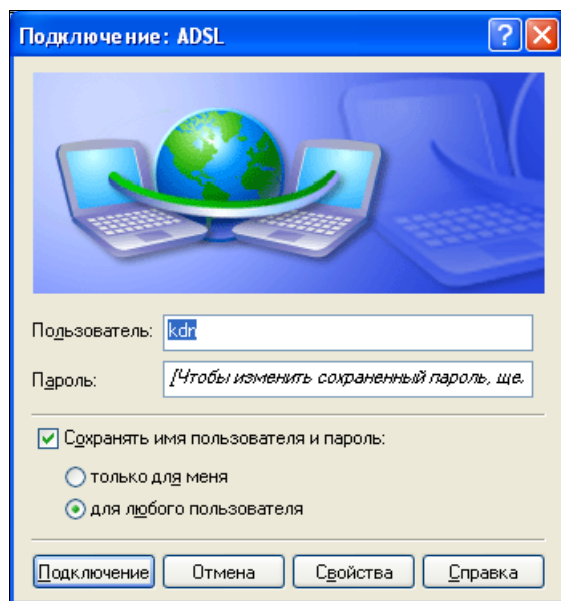 Подключение: ADSL
Пользователь: kdn
Пароль: [Чтобы изменить сохраненный пароль, ще.
Сохранять имя пользователя и пароль:
только для меня
для любого пользователя
Подключение Отмена Свойства Справка